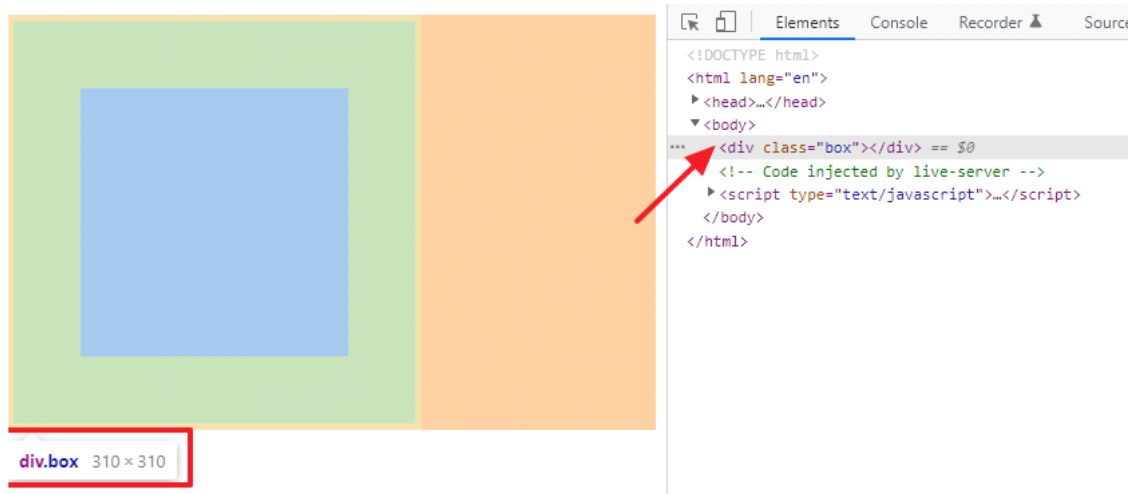 Elements Console Recorder
<!DOCTYPE html>
<html lang="en">
<head>…</head>
<body>
<div class="box"></div> == $0
<!-- Code injected by live-server -->
<script type="text/javascript">…</script>
</body>
</html>
div.box 310 × 310